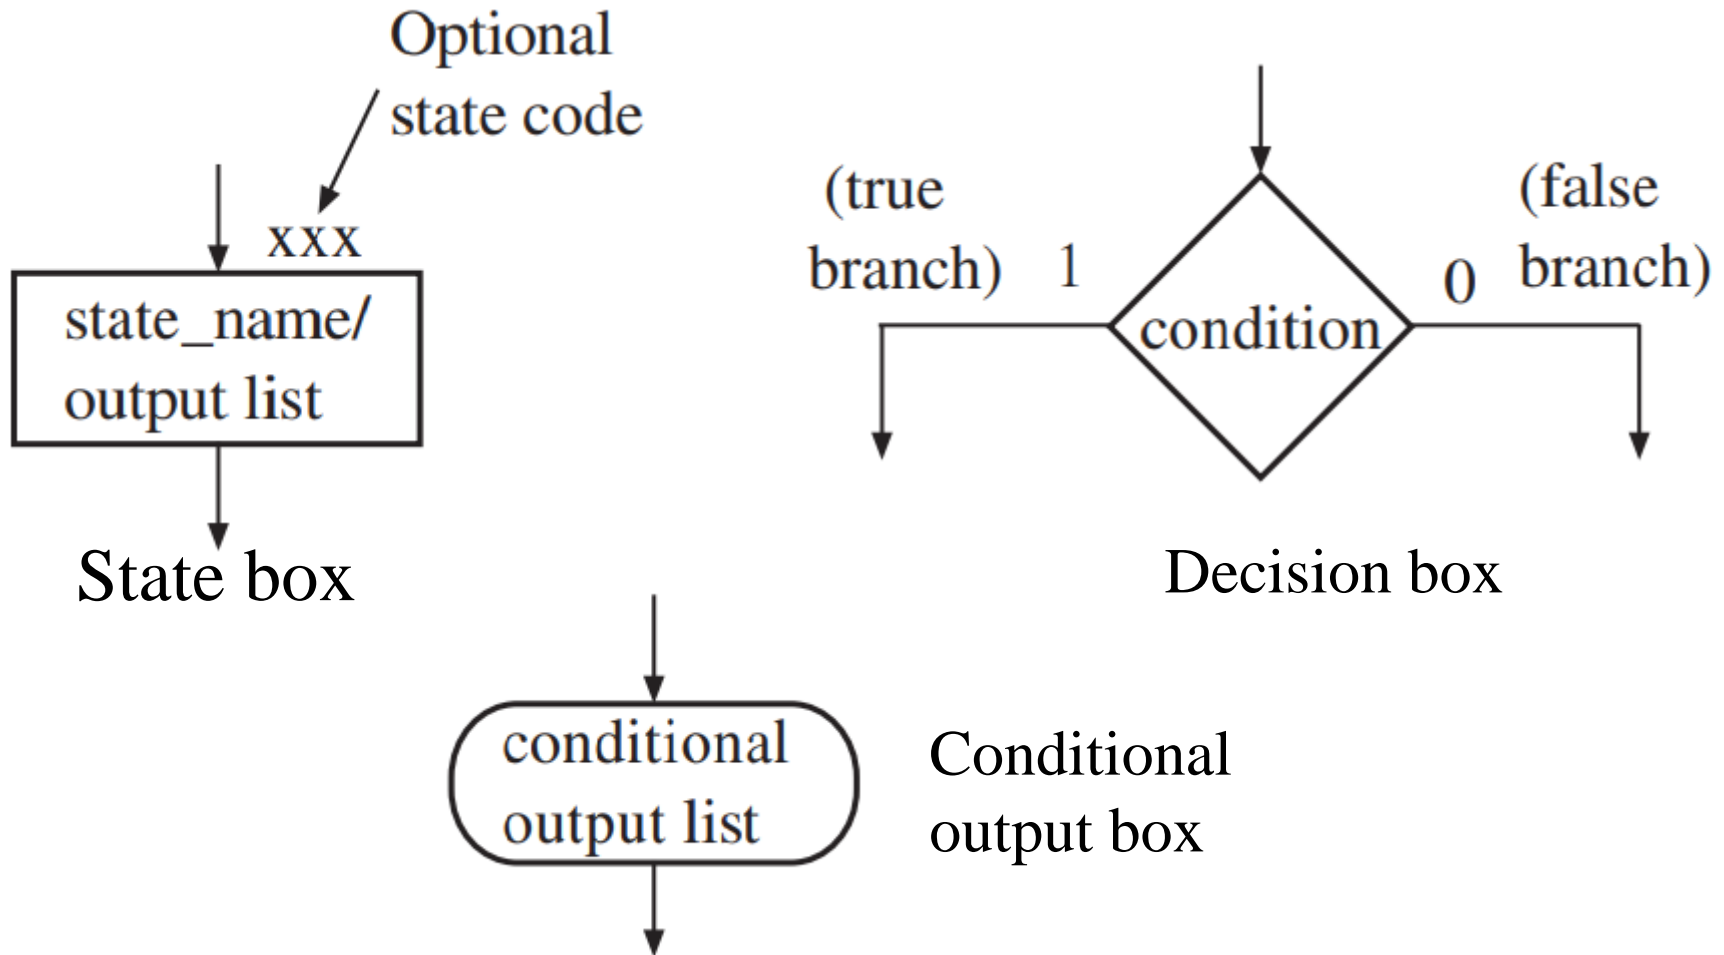 Optional
state code
xxx
state_name/
output list
State box
(true
branch) 1
condition
0 (false
branch)
Decision box
conditional
output list
Conditional
output box